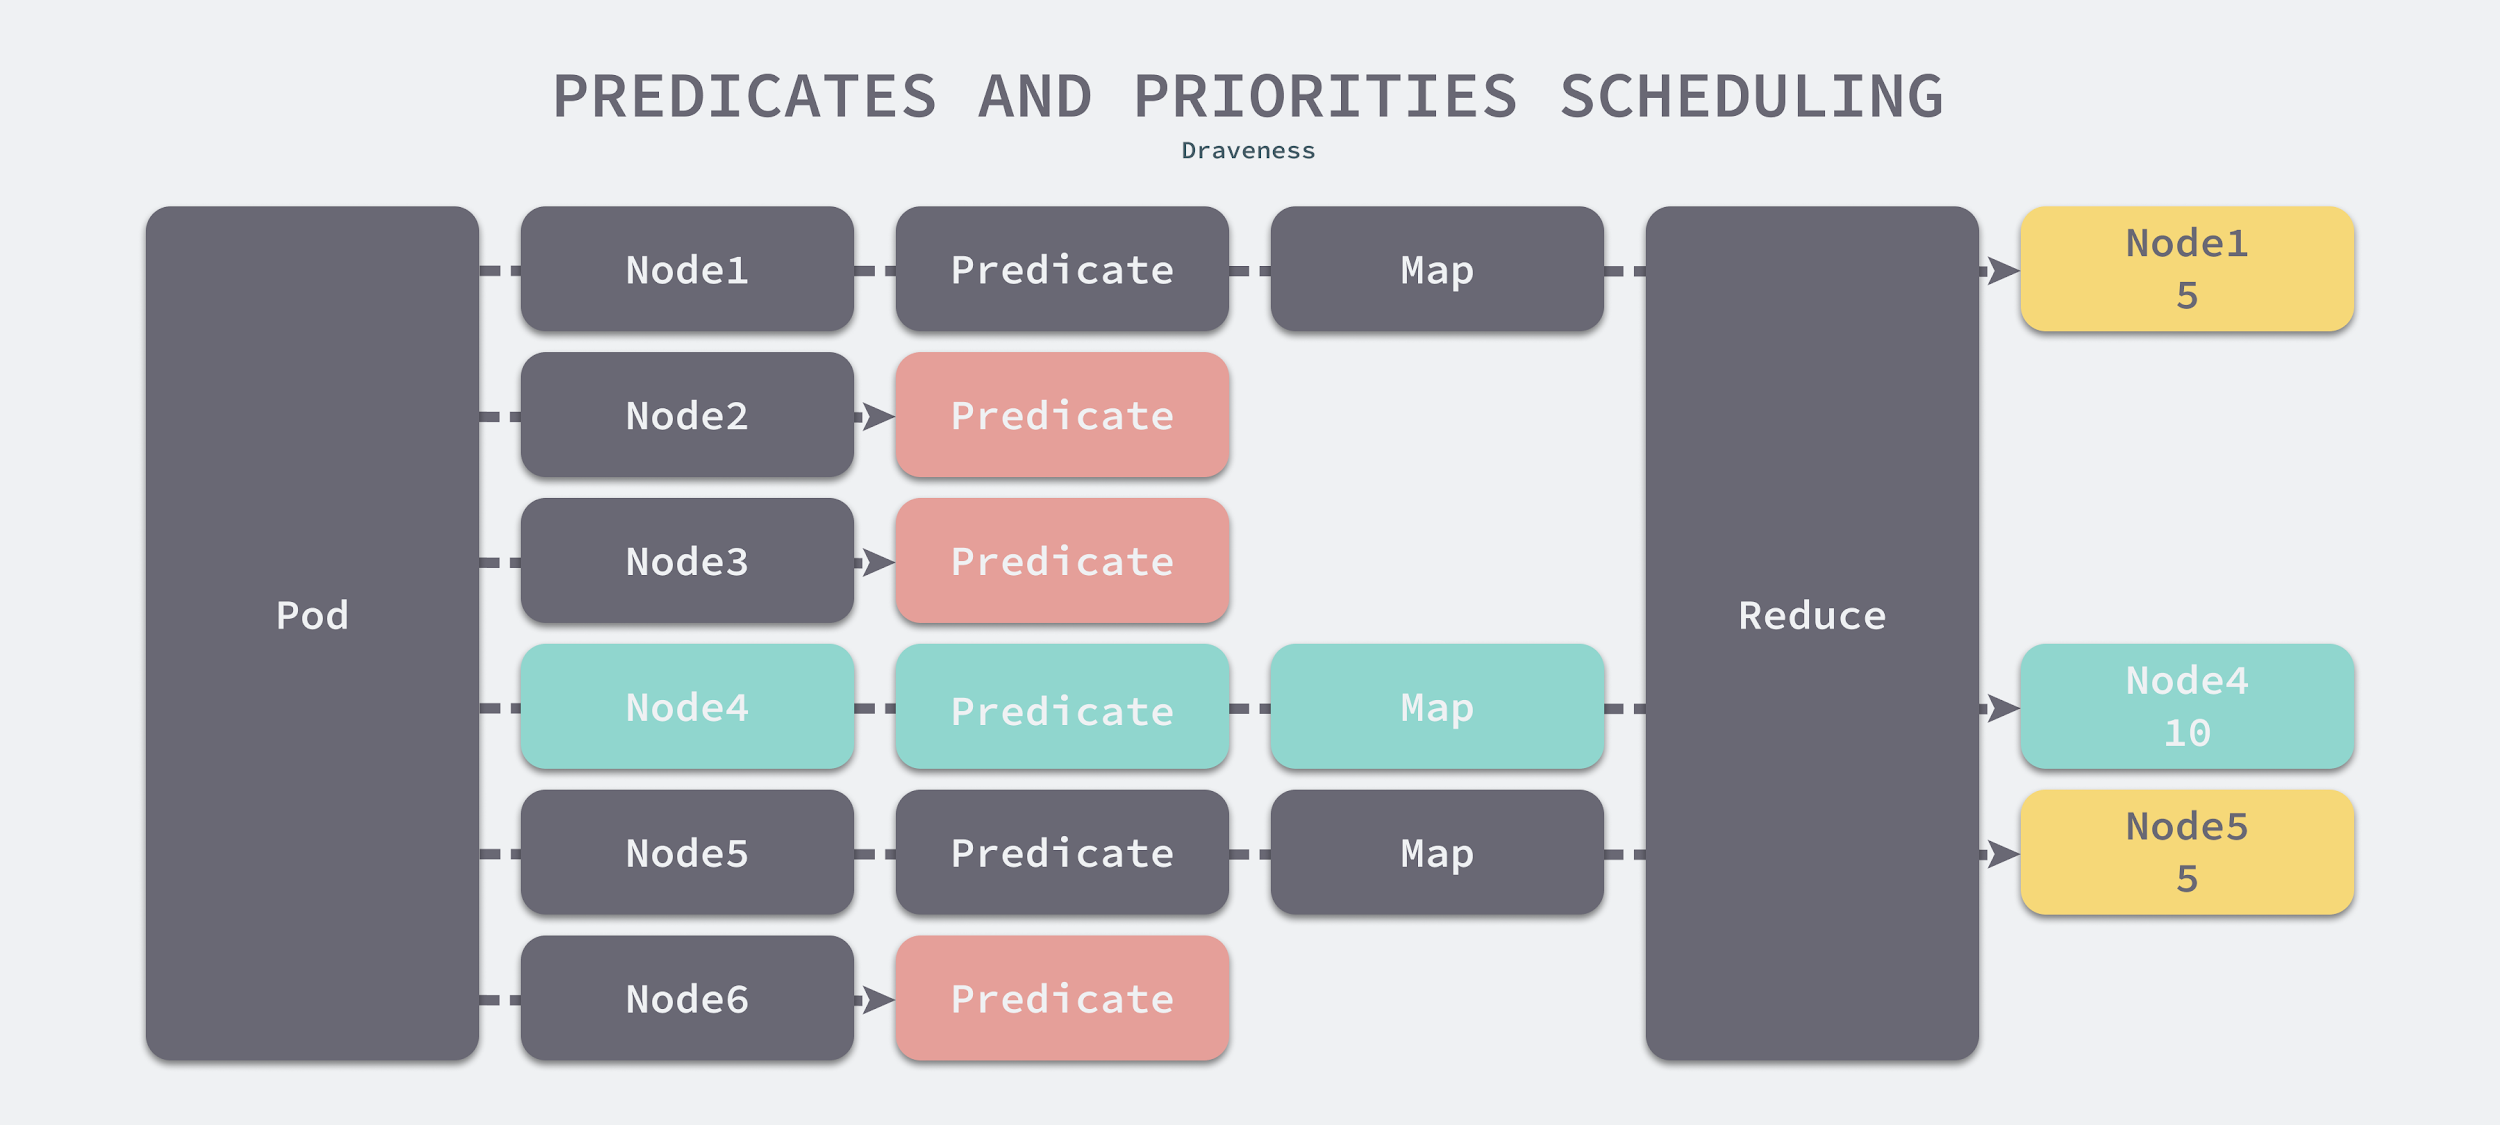 PREDICATES AND PRIORITIES SCHEDULING
Draveness
Pod
Node1
Predicate
Map
Node2
Predicate
Node3
Predicate
Node4
Predicate
Map
Node5
Predicate
Map
Node6
Predicate
Reduce
Node1
5
Node4
10
Node5
5